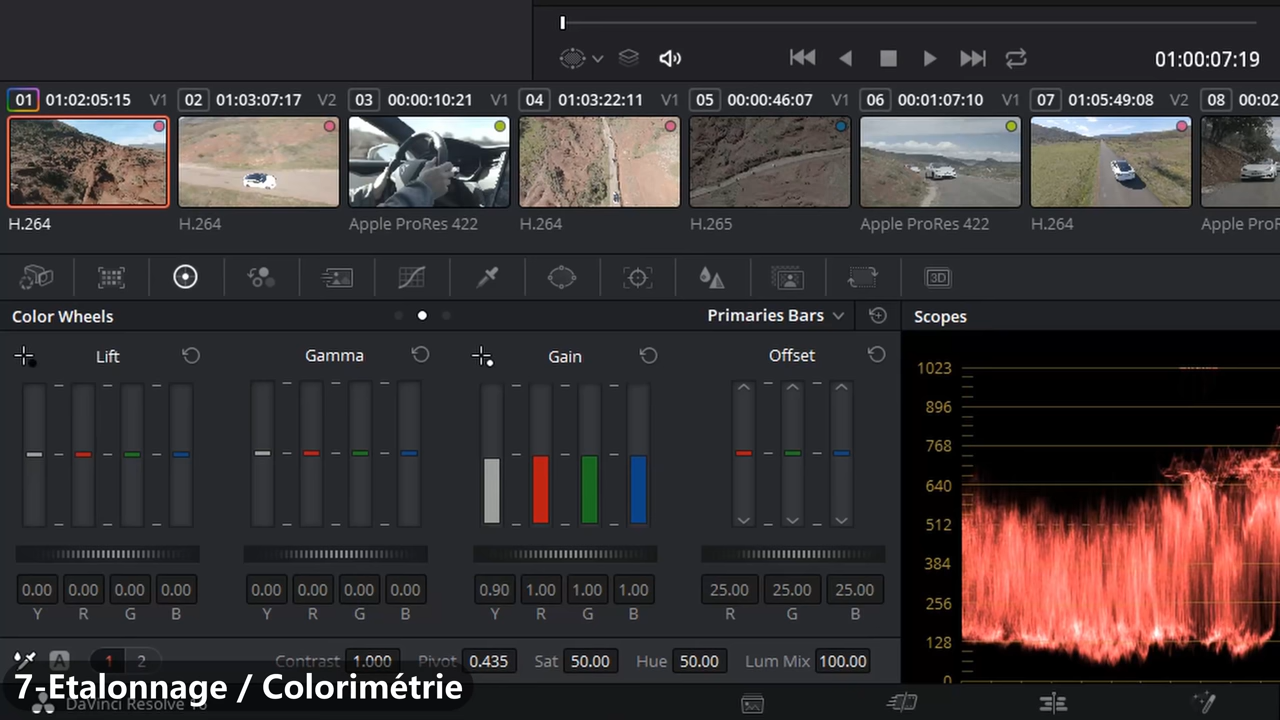 01:00:07:19
01 01:02:05:15 V1 02 01:03:07:17 V2 03 00:00:10:21 V1 04 01:03:22:11 V1 05 00:00:46:07 V1 06 00:01:07:10 V1 07 01:05:49:08 V2 08 00:02
H.264 H.264 Apple ProRes 422 H.264 H.265 Apple ProRes 422 H.264 Apple ProR
3D
Color Wheels Primaries Bars Scopes
Lift Gamma Gain Offset
1023
896
768
640
512
384
256
128
0
0.00 0.00 0.00 0.00 0.00 0.00 0.00 0.00 0.90 1.00 1.00 1.00 25.00 25.00 25.00
Y R G B Y R G B Y R G B R G B
A 1 2 Contrast 1.000 Pivot 0.435 Sat 50.00 Hue 50.00 Lum Mix 100.00
7-Etalonnage / Colorimétrie
DaVinci Resolve